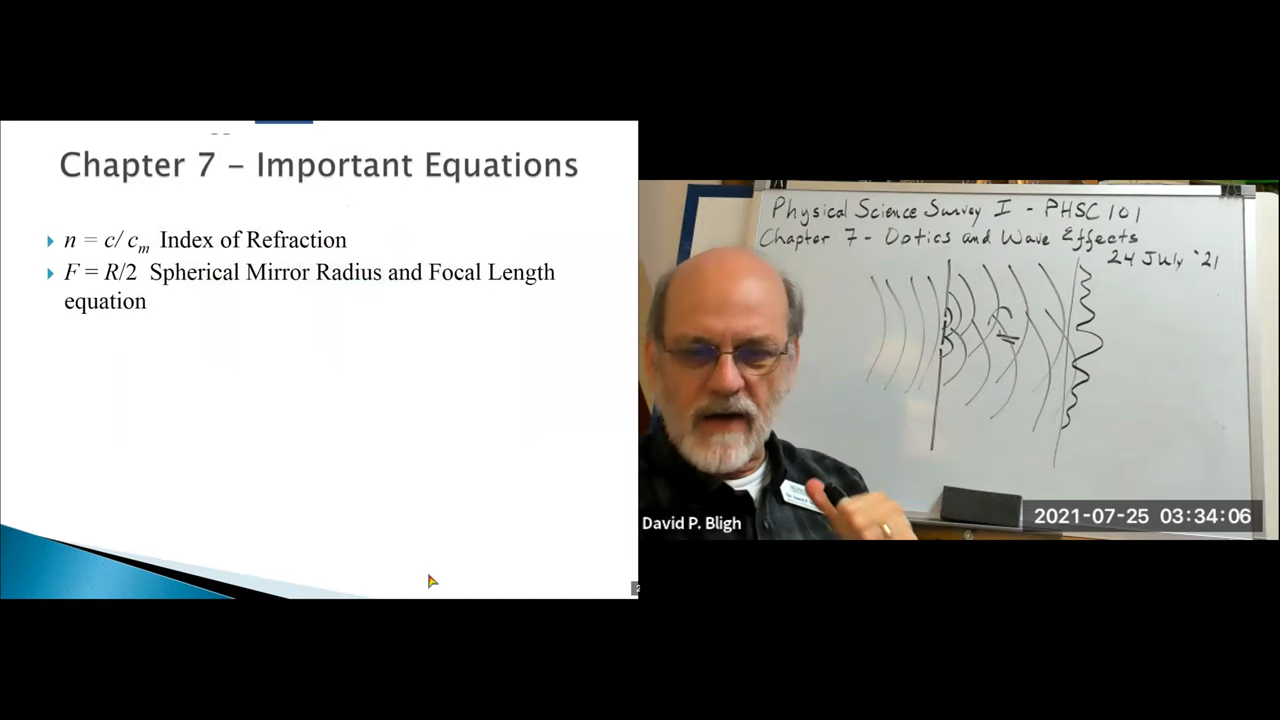 Chapter 7 – Important Equations
n = c/ cm Index of Refraction
F = R/2 Spherical Mirror Radius and Focal Length
equation
Physical Science Survey I - PHSC 101
Chapter 7 - Optics and Wave Effects
24 July '21
David P. Bligh
2021-07-25 03:34:06